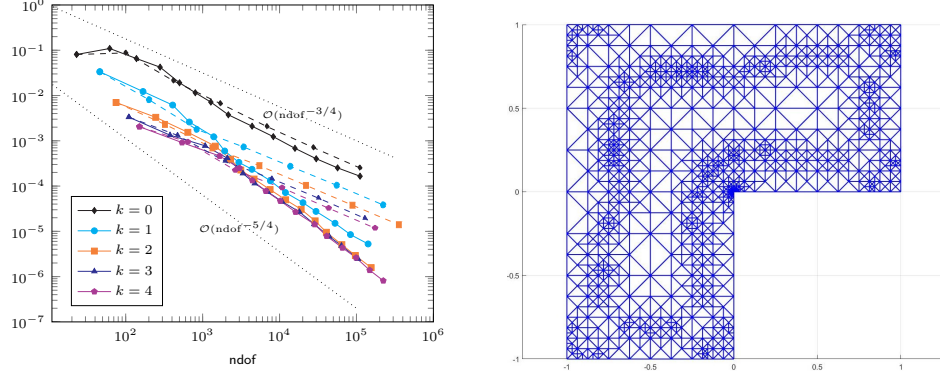 10^0
10^-1
10^-2
10^-3
10^-4
10^-5
10^-6
10^-7
O(ndof^-3/4)
O(ndof^-5/4)
k = 0
k = 1
k = 2
k = 3
k = 4
10^2
10^3
10^4
10^5
10^6
ndof
1
0.5
0
-0.5
-1
-1
-0.5
0
0.5
1